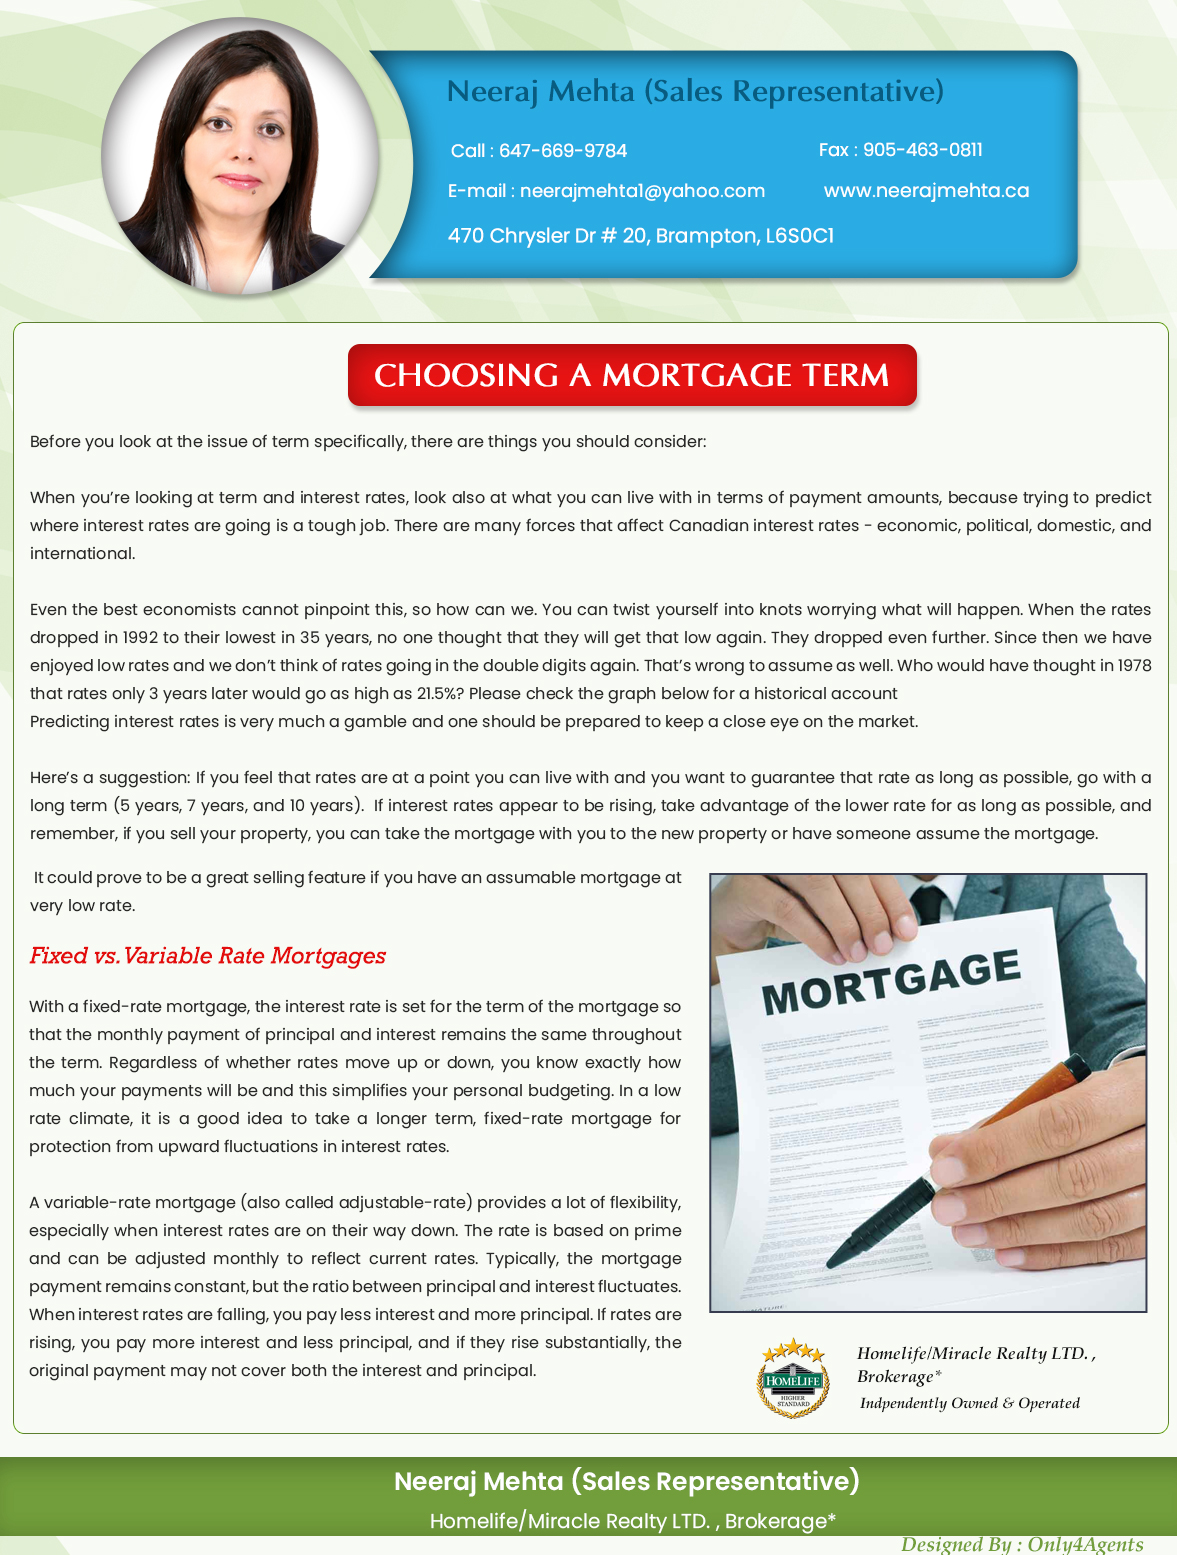 Neeraj Mehta (Sales Representative)
Call : 647-669-9784
Fax : 905-463-0811
E-mail : neerajmehta1@yahoo.com
www.neerajmehta.ca
470 Chrysler Dr # 20, Brampton, L6S0C1
CHOOSING A MORTGAGE TERM
Before you look at the issue of term specifically, there are things you should consider:
When you’re looking at term and interest rates, look also at what you can live with in terms of payment amounts, because trying to predict
where interest rates are going is a tough job. There are many forces that affect Canadian interest rates - economic, political, domestic, and
international.
Even the best economists cannot pinpoint this, so how can we. You can twist yourself into knots worrying what will happen. When the rates
dropped in 1992 to their lowest in 35 years, no one thought that they will get that low again. They dropped even further. Since then we have
enjoyed low rates and we don’t think of rates going in the double digits again. That’s wrong to assume as well. Who would have thought in 1978
that rates only 3 years later would go as high as 21.5%? Please check the graph below for a historical account
Predicting interest rates is very much a gamble and one should be prepared to keep a close eye on the market.
Here’s a suggestion: If you feel that rates are at a point you can live with and you want to guarantee that rate as long as possible, go with a
long term (5 years, 7 years, and 10 years). If interest rates appear to be rising, take advantage of the lower rate for as long as possible, and
remember, if you sell your property, you can take the mortgage with you to the new property or have someone assume the mortgage.
It could prove to be a great selling feature if you have an assumable mortgage at
very low rate.
Fixed vs. Variable Rate Mortgages
With a fixed-rate mortgage, the interest rate is set for the term of the mortgage so
that the monthly payment of principal and interest remains the same throughout
the term. Regardless of whether rates move up or down, you know exactly how
much your payments will be and this simplifies your personal budgeting. In a low
rate climate, it is a good idea to take a longer term, fixed-rate mortgage for
protection from upward fluctuations in interest rates.
A variable-rate mortgage (also called adjustable-rate) provides a lot of flexibility,
especially when interest rates are on their way down. The rate is based on prime
and can be adjusted monthly to reflect current rates. Typically, the mortgage
payment remains constant, but the ratio between principal and interest fluctuates.
When interest rates are falling, you pay less interest and more principal. If rates are
rising, you pay more interest and less principal, and if they rise substantially, the
original payment may not cover both the interest and principal.
MORTGAGE
HOMELIFE
HIGHER
STANDARD
Homelife/Miracle Realty LTD. ,
Brokerage*
Indpendently Owned & Operated
Neeraj Mehta (Sales Representative)
Homelife/Miracle Realty LTD. , Brokerage*
Designed By : Only4Agents